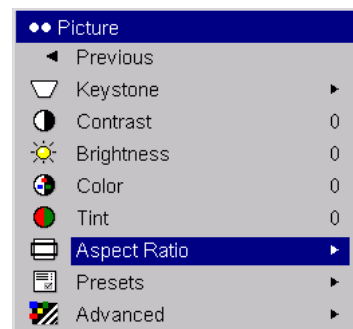 Picture
Previous
Keystone
Contrast 0
Brightness 0
Color 0
Tint 0
Aspect Ratio
Presets
Advanced